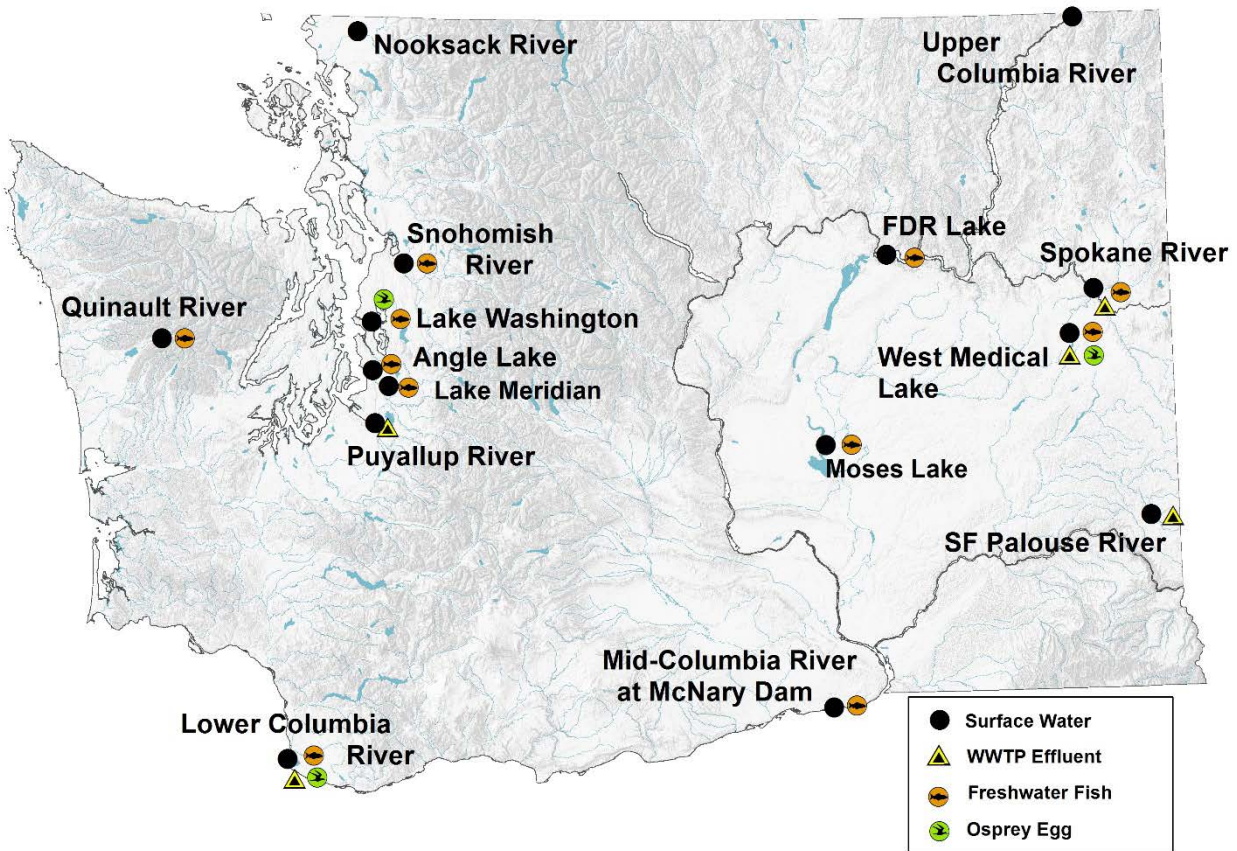 Nooksack River
Upper
Columbia River
Snohomish
River
FDR Lake
Spokane River
Quinault River
Lake Washington
Angle Lake
Lake Meridian
West Medical
Lake
Puyallup River
Moses Lake
SF Palouse River
Mid-Columbia River
at McNary Dam
Lower Columbia
River
Surface Water
WWTP Effluent
Freshwater Fish
Osprey Egg